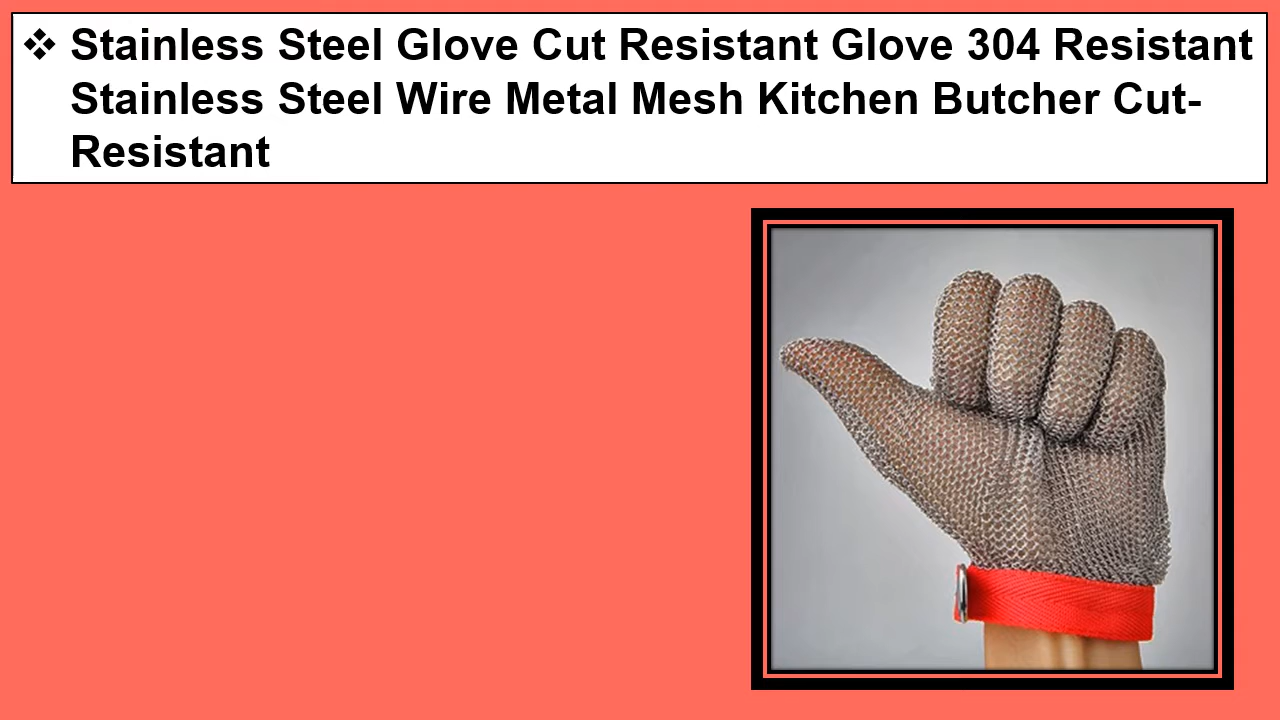 ❖ Stainless Steel Glove Cut Resistant Glove 304 Resistant
Stainless Steel Wire Metal Mesh Kitchen Butcher Cut-
Resistant